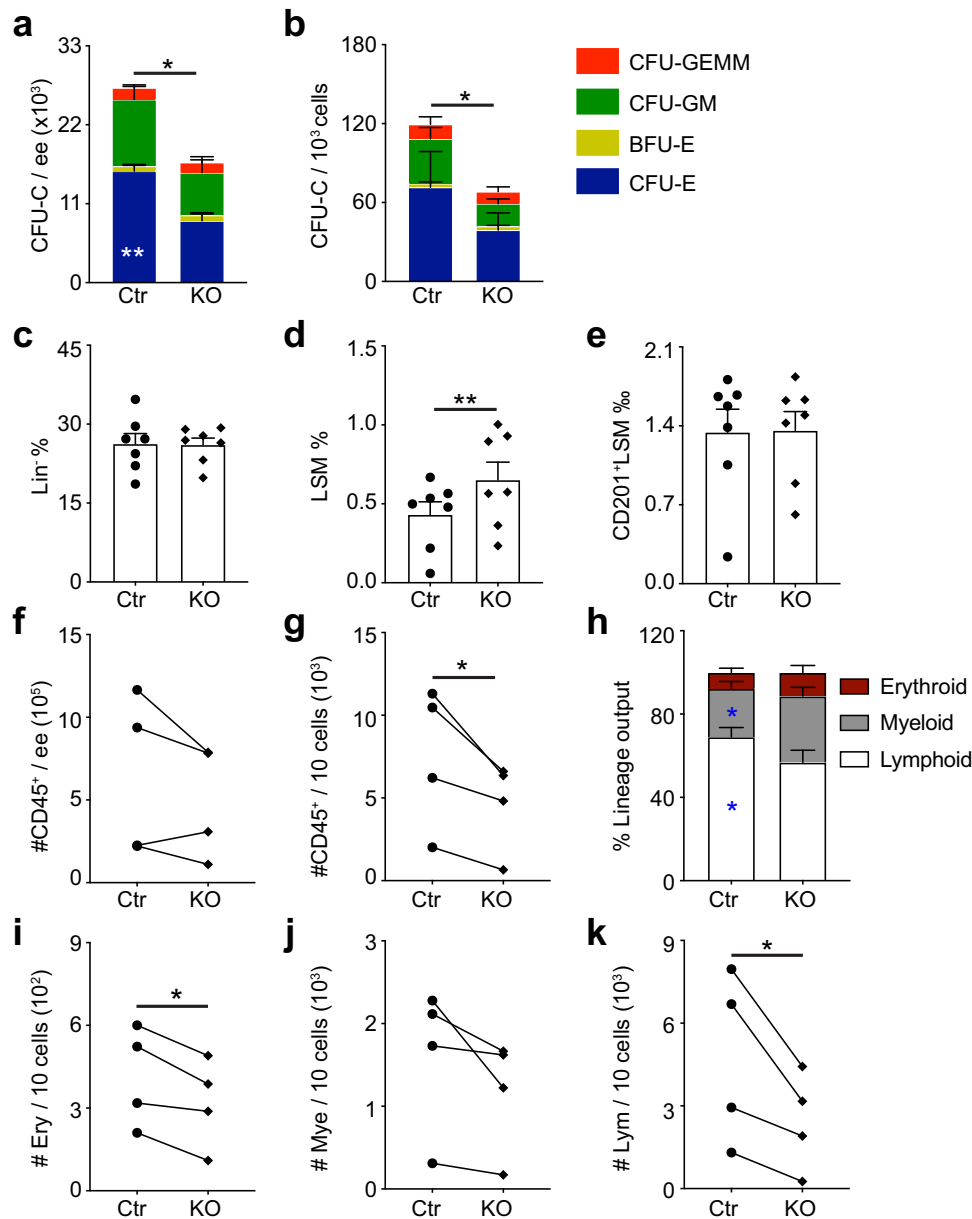 a
CFU-C / ee (x10³)
33
22
11
0
*
**
Ctr KO
b
CFU-C / 10³ cells
180
120
60
0
*
Ctr KO
CFU-GEMM
CFU-GM
BFU-E
CFU-E
c
Lin⁻ %
45
30
15
0
Ctr KO
d
LSM %
1.5
1.0
0.5
0.0
**
Ctr KO
e
CD201⁺LSM ‰
2.1
1.4
0.7
0.0
Ctr KO
f
#CD45⁺ / ee (10⁵)
15
10
5
0
Ctr KO
g
#CD45⁺ / 10 cells (10³)
15
10
5
0
*
Ctr KO
h
% Lineage output
120
80
40
0
*
*
Ctr KO
Erythroid
Myeloid
Lymphoid
i
# Ery / 10 cells (10²)
9
6
3
0
*
Ctr KO
j
# Mye / 10 cells (10³)
3
2
1
0
Ctr KO
k
# Lym / 10 cells (10³)
9
6
3
0
*
Ctr KO